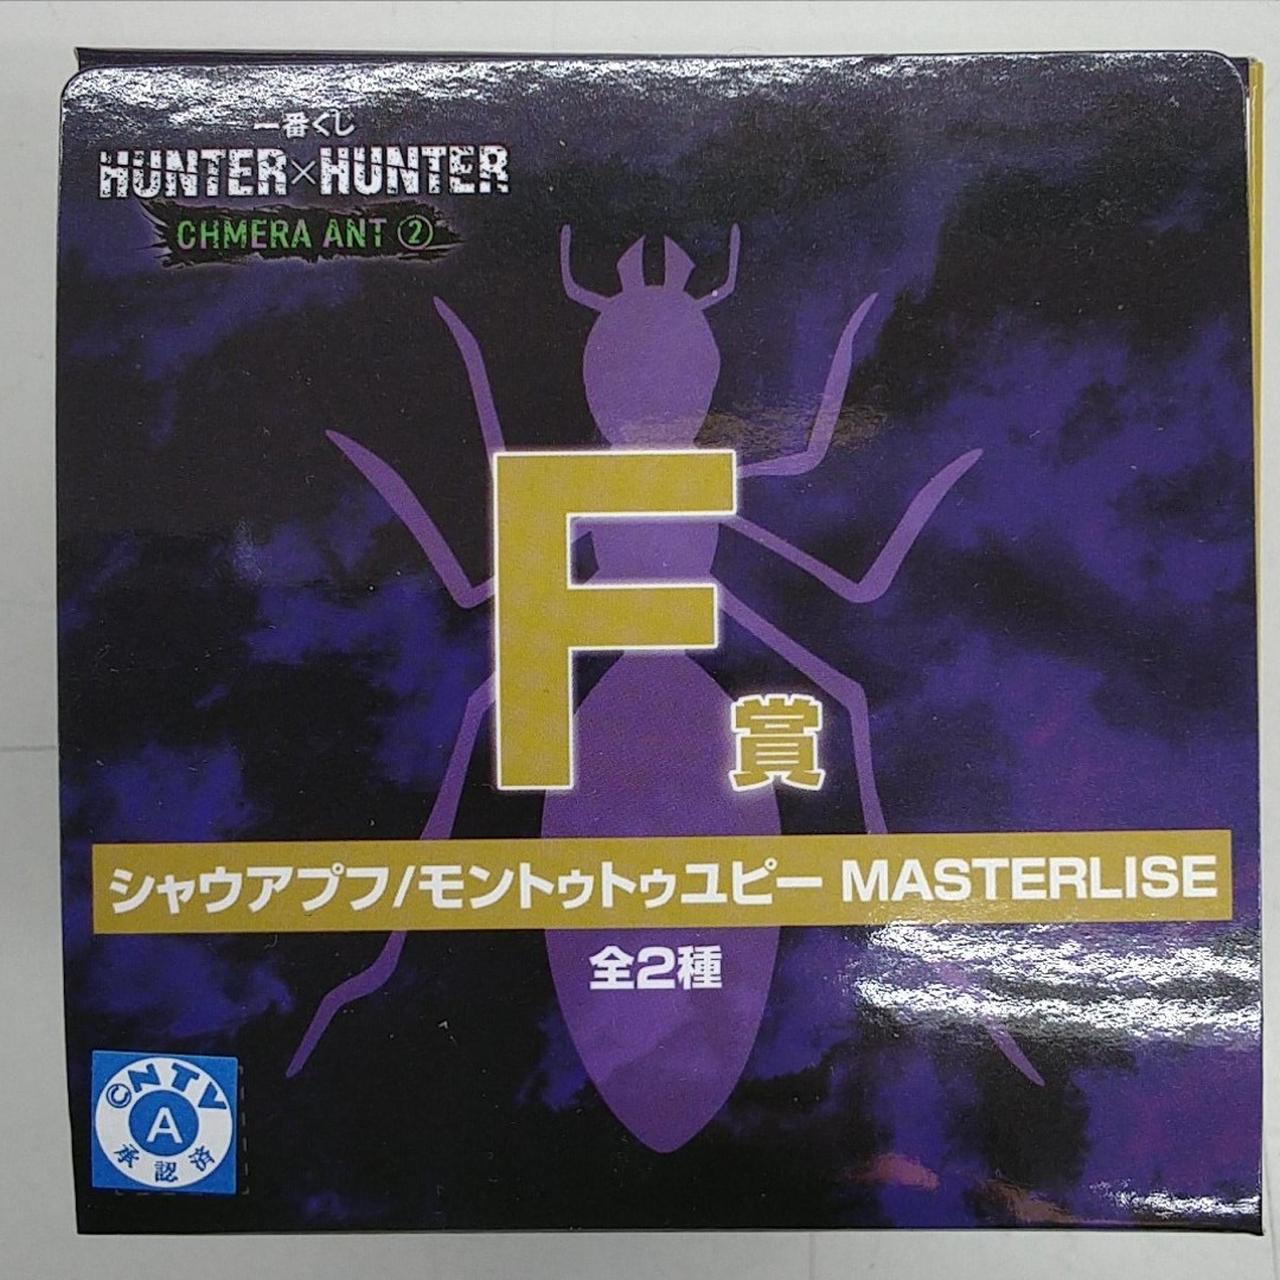 一番くじ
HUNTER×HUNTER
CHMERA ANT ②
F賞
シャウアプフ/モントゥトゥユピー MASTERLISE
全2種
©NTV
A
承認済